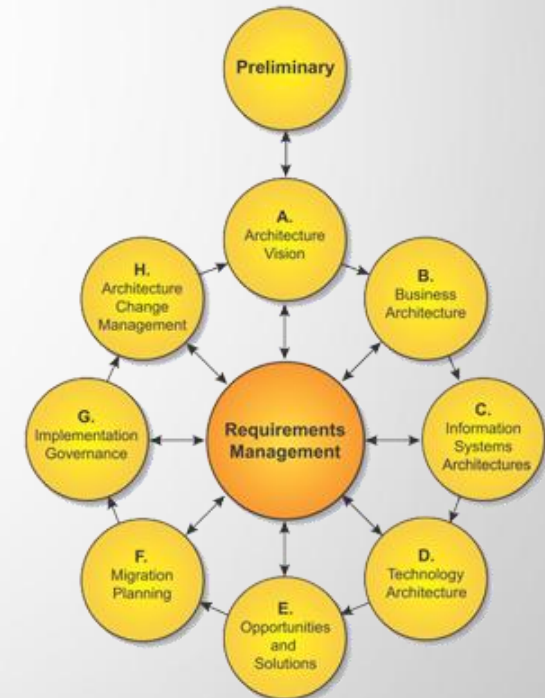 Preliminary
A.
Architecture
Vision
B.
Business
Architecture
C.
Information
Systems
Architectures
D.
Technology
Architecture
E.
Opportunities
and
Solutions
F.
Migration
Planning
G.
Implementation
Governance
H.
Architecture
Change
Management
Requirements
Management